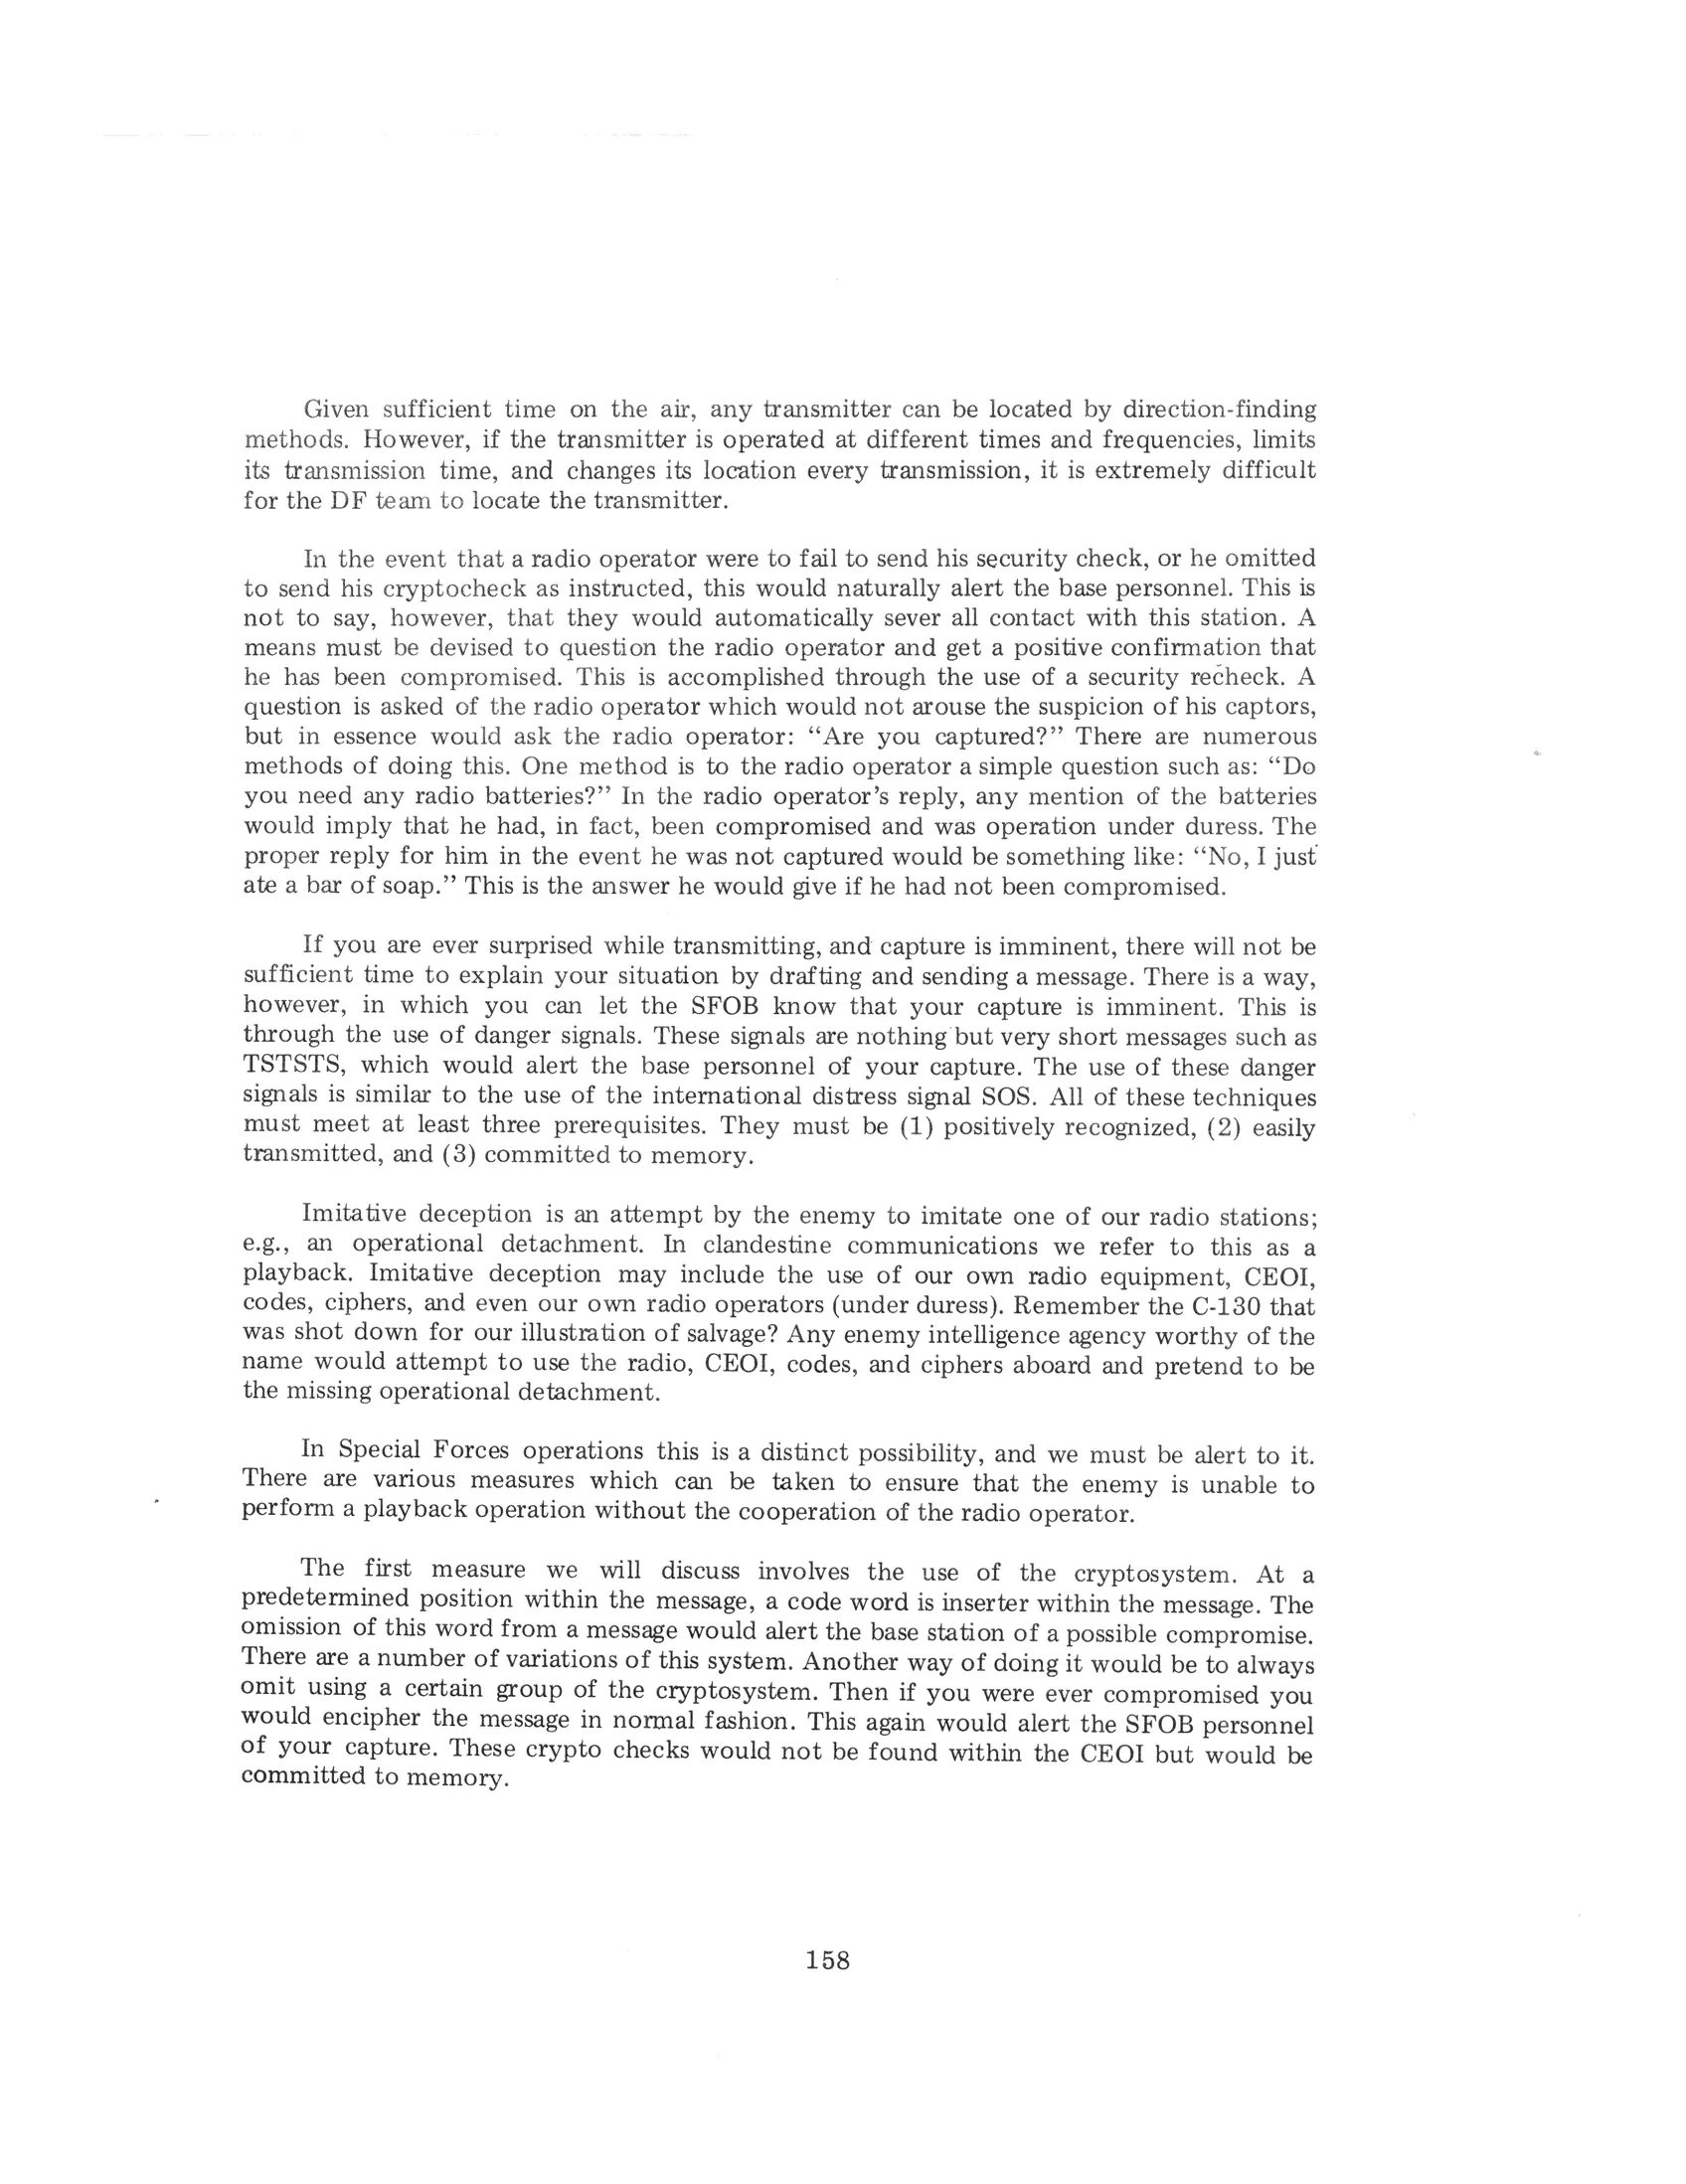 Given sufficient time on the air, any transmitter can be located by direction-finding
methods. However, if the transmitter is operated at different times and frequencies, limits
its transmission time, and changes its location every transmission, it is extremely difficult
for the DF team to locate the transmitter.
In the event that a radio operator were to fail to send his security check, or he omitted
to send his cryptocheck as instructed, this would naturally alert the base personnel. This is
not to say, however, that they would automatically sever all contact with this station. A
means must be devised to question the radio operator and get a positive confirmation that
he has been compromised. This is accomplished through the use of a security recheck. A
question is asked of the radio operator which would not arouse the suspicion of his captors,
but in essence would ask the radio operator: “Are you captured?” There are numerous
methods of doing this. One method is to the radio operator a simple question such as: “Do
you need any radio batteries?” In the radio operator’s reply, any mention of the batteries
would imply that he had, in fact, been compromised and was operation under duress. The
proper reply for him in the event he was not captured would be something like: “No, I just
ate a bar of soap.” This is the answer he would give if he had not been compromised.
If you are ever surprised while transmitting, and capture is imminent, there will not be
sufficient time to explain your situation by drafting and sending a message. There is a way,
however, in which you can let the SFOB know that your capture is imminent. This is
through the use of danger signals. These signals are nothing but very short messages such as
TSTSTS, which would alert the base personnel of your capture. The use of these danger
signals is similar to the use of the international distress signal SOS. All of these techniques
must meet at least three prerequisites. They must be (1) positively recognized, (2) easily
transmitted, and (3) committed to memory.
Imitative deception is an attempt by the enemy to imitate one of our radio stations;
e.g., an operational detachment. In clandestine communications we refer to this as a
playback. Imitative deception may include the use of our own radio equipment, CEOI,
codes, ciphers, and even our own radio operators (under duress). Remember the C-130 that
was shot down for our illustration of salvage? Any enemy intelligence agency worthy of the
name would attempt to use the radio, CEOI, codes, and ciphers aboard and pretend to be
the missing operational detachment.
In Special Forces operations this is a distinct possibility, and we must be alert to it.
There are various measures which can be taken to ensure that the enemy is unable to
perform a playback operation without the cooperation of the radio operator.
The first measure we will discuss involves the use of the cryptosystem. At a
predetermined position within the message, a code word is inserter within the message. The
omission of this word from a message would alert the base station of a possible compromise.
There are a number of variations of this system. Another way of doing it would be to always
omit using a certain group of the cryptosystem. Then if you were ever compromised you
would encipher the message in normal fashion. This again would alert the SFOB personnel
of your capture. These crypto checks would not be found within the CEOI but would be
committed to memory.
158